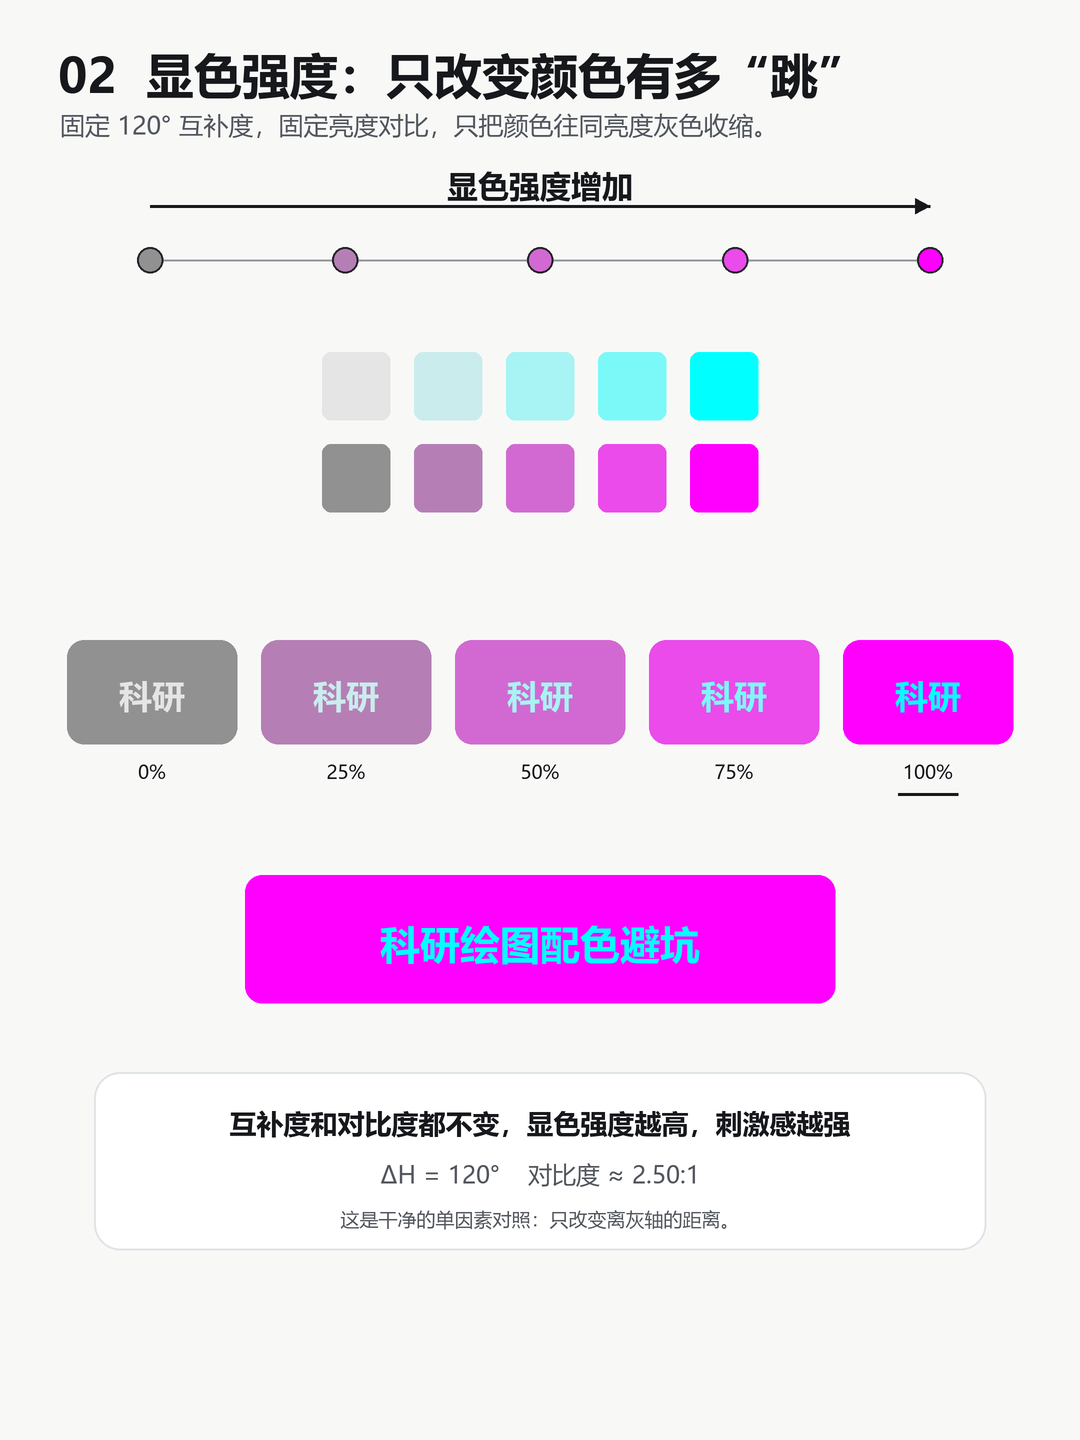 02 显色强度：只改变颜色有多“跳”
固定 120° 互补度，固定亮度对比，只把颜色往同亮度灰色收缩。
显色强度增加
科研 科研 科研 科研 科研
0% 25% 50% 75% 100%
科研绘图配色避坑
互补度和对比度都不变，显色强度越高，刺激感越强
ΔH = 120° 对比度 ≈ 2.50:1
这是干净的单因素对照：只改变离灰轴的距离。